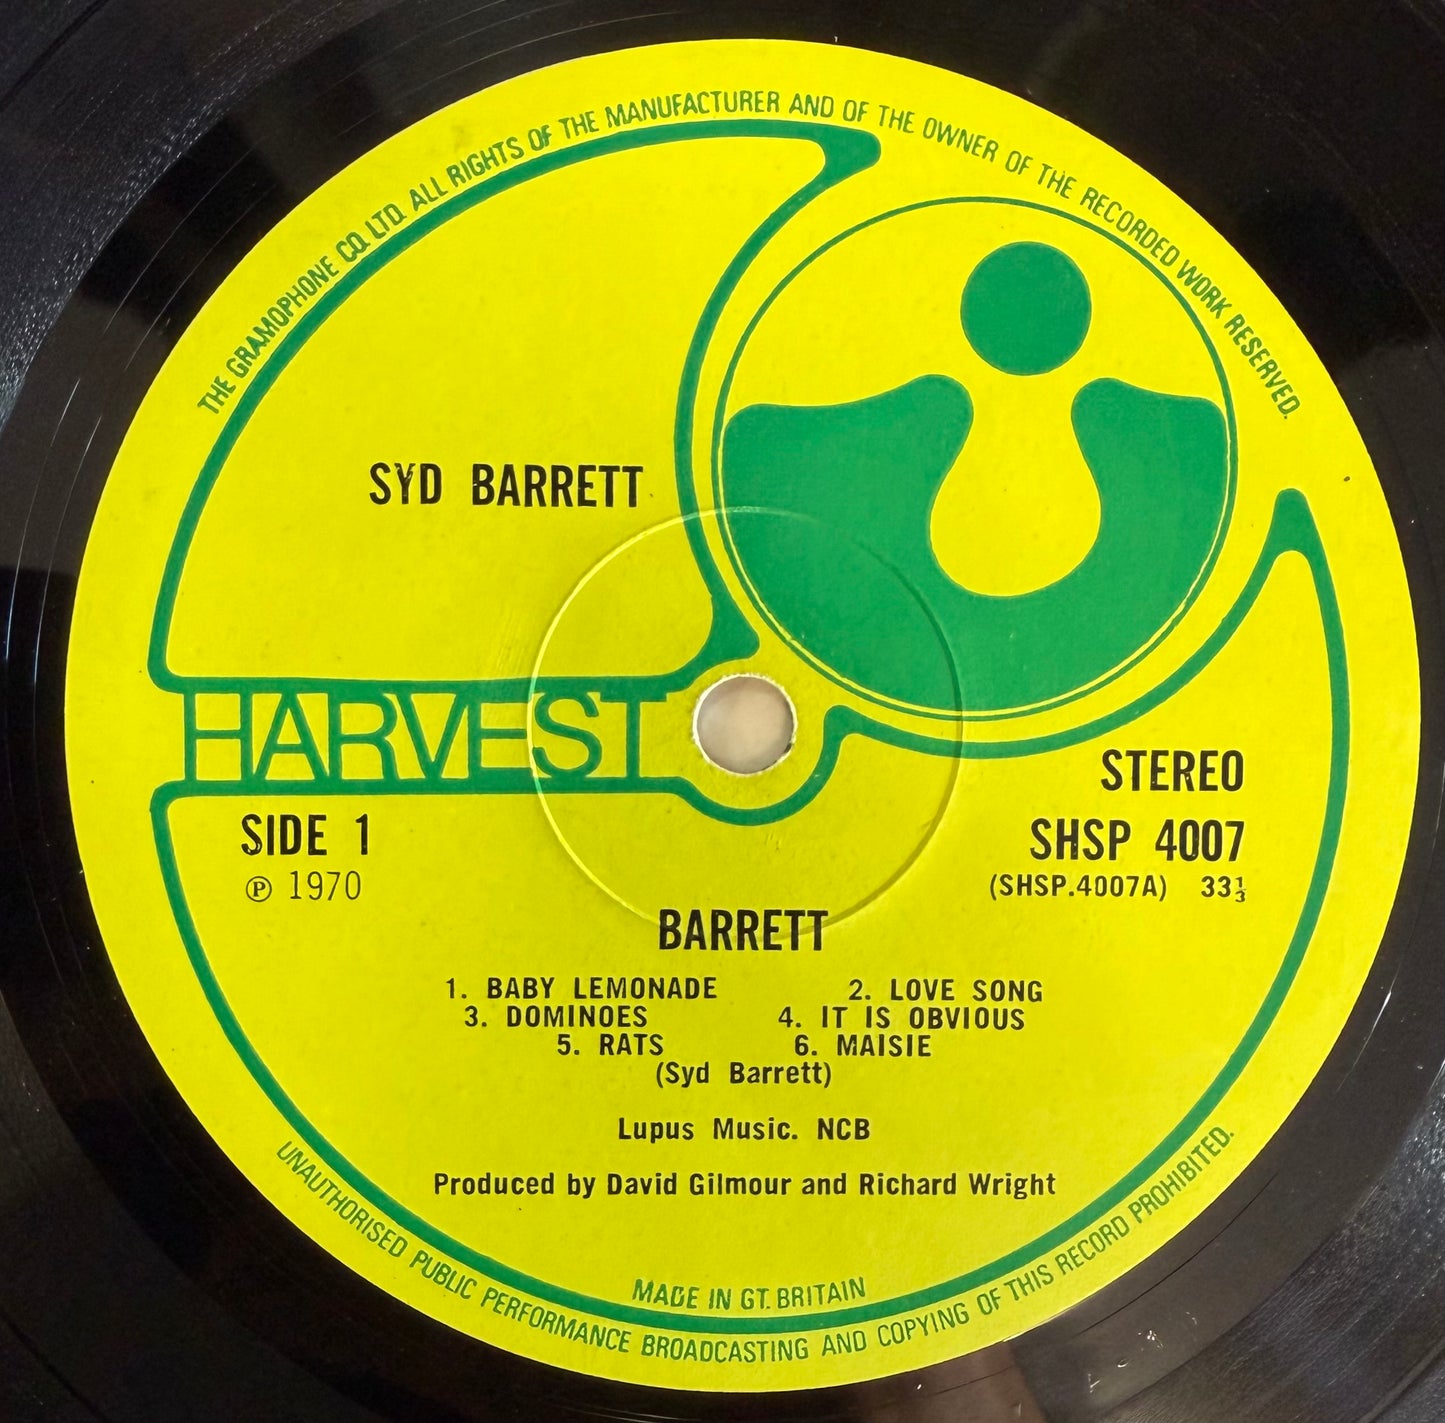 THE GRAMOPHONE CO. LTD. ALL RIGHTS OF THE MANUFACTURER AND OF THE OWNER OF THE RECORDED WORK RESERVED.
SYD BARRETT
HARVEST
STEREO
SIDE 1
SHSP 4007
℗ 1970
(SHSP.4007A) 33⅓
BARRETT
1. BABY LEMONADE 2. LOVE SONG
3. DOMINOES 4. IT IS OBVIOUS
5. RATS 6. MAISIE
(Syd Barrett)
Lupus Music. NCB
Produced by David Gilmour and Richard Wright
MADE IN GT. BRITAIN
UNAUTHORISED PUBLIC PERFORMANCE BROADCASTING AND COPYING OF THIS RECORD PROHIBITED.